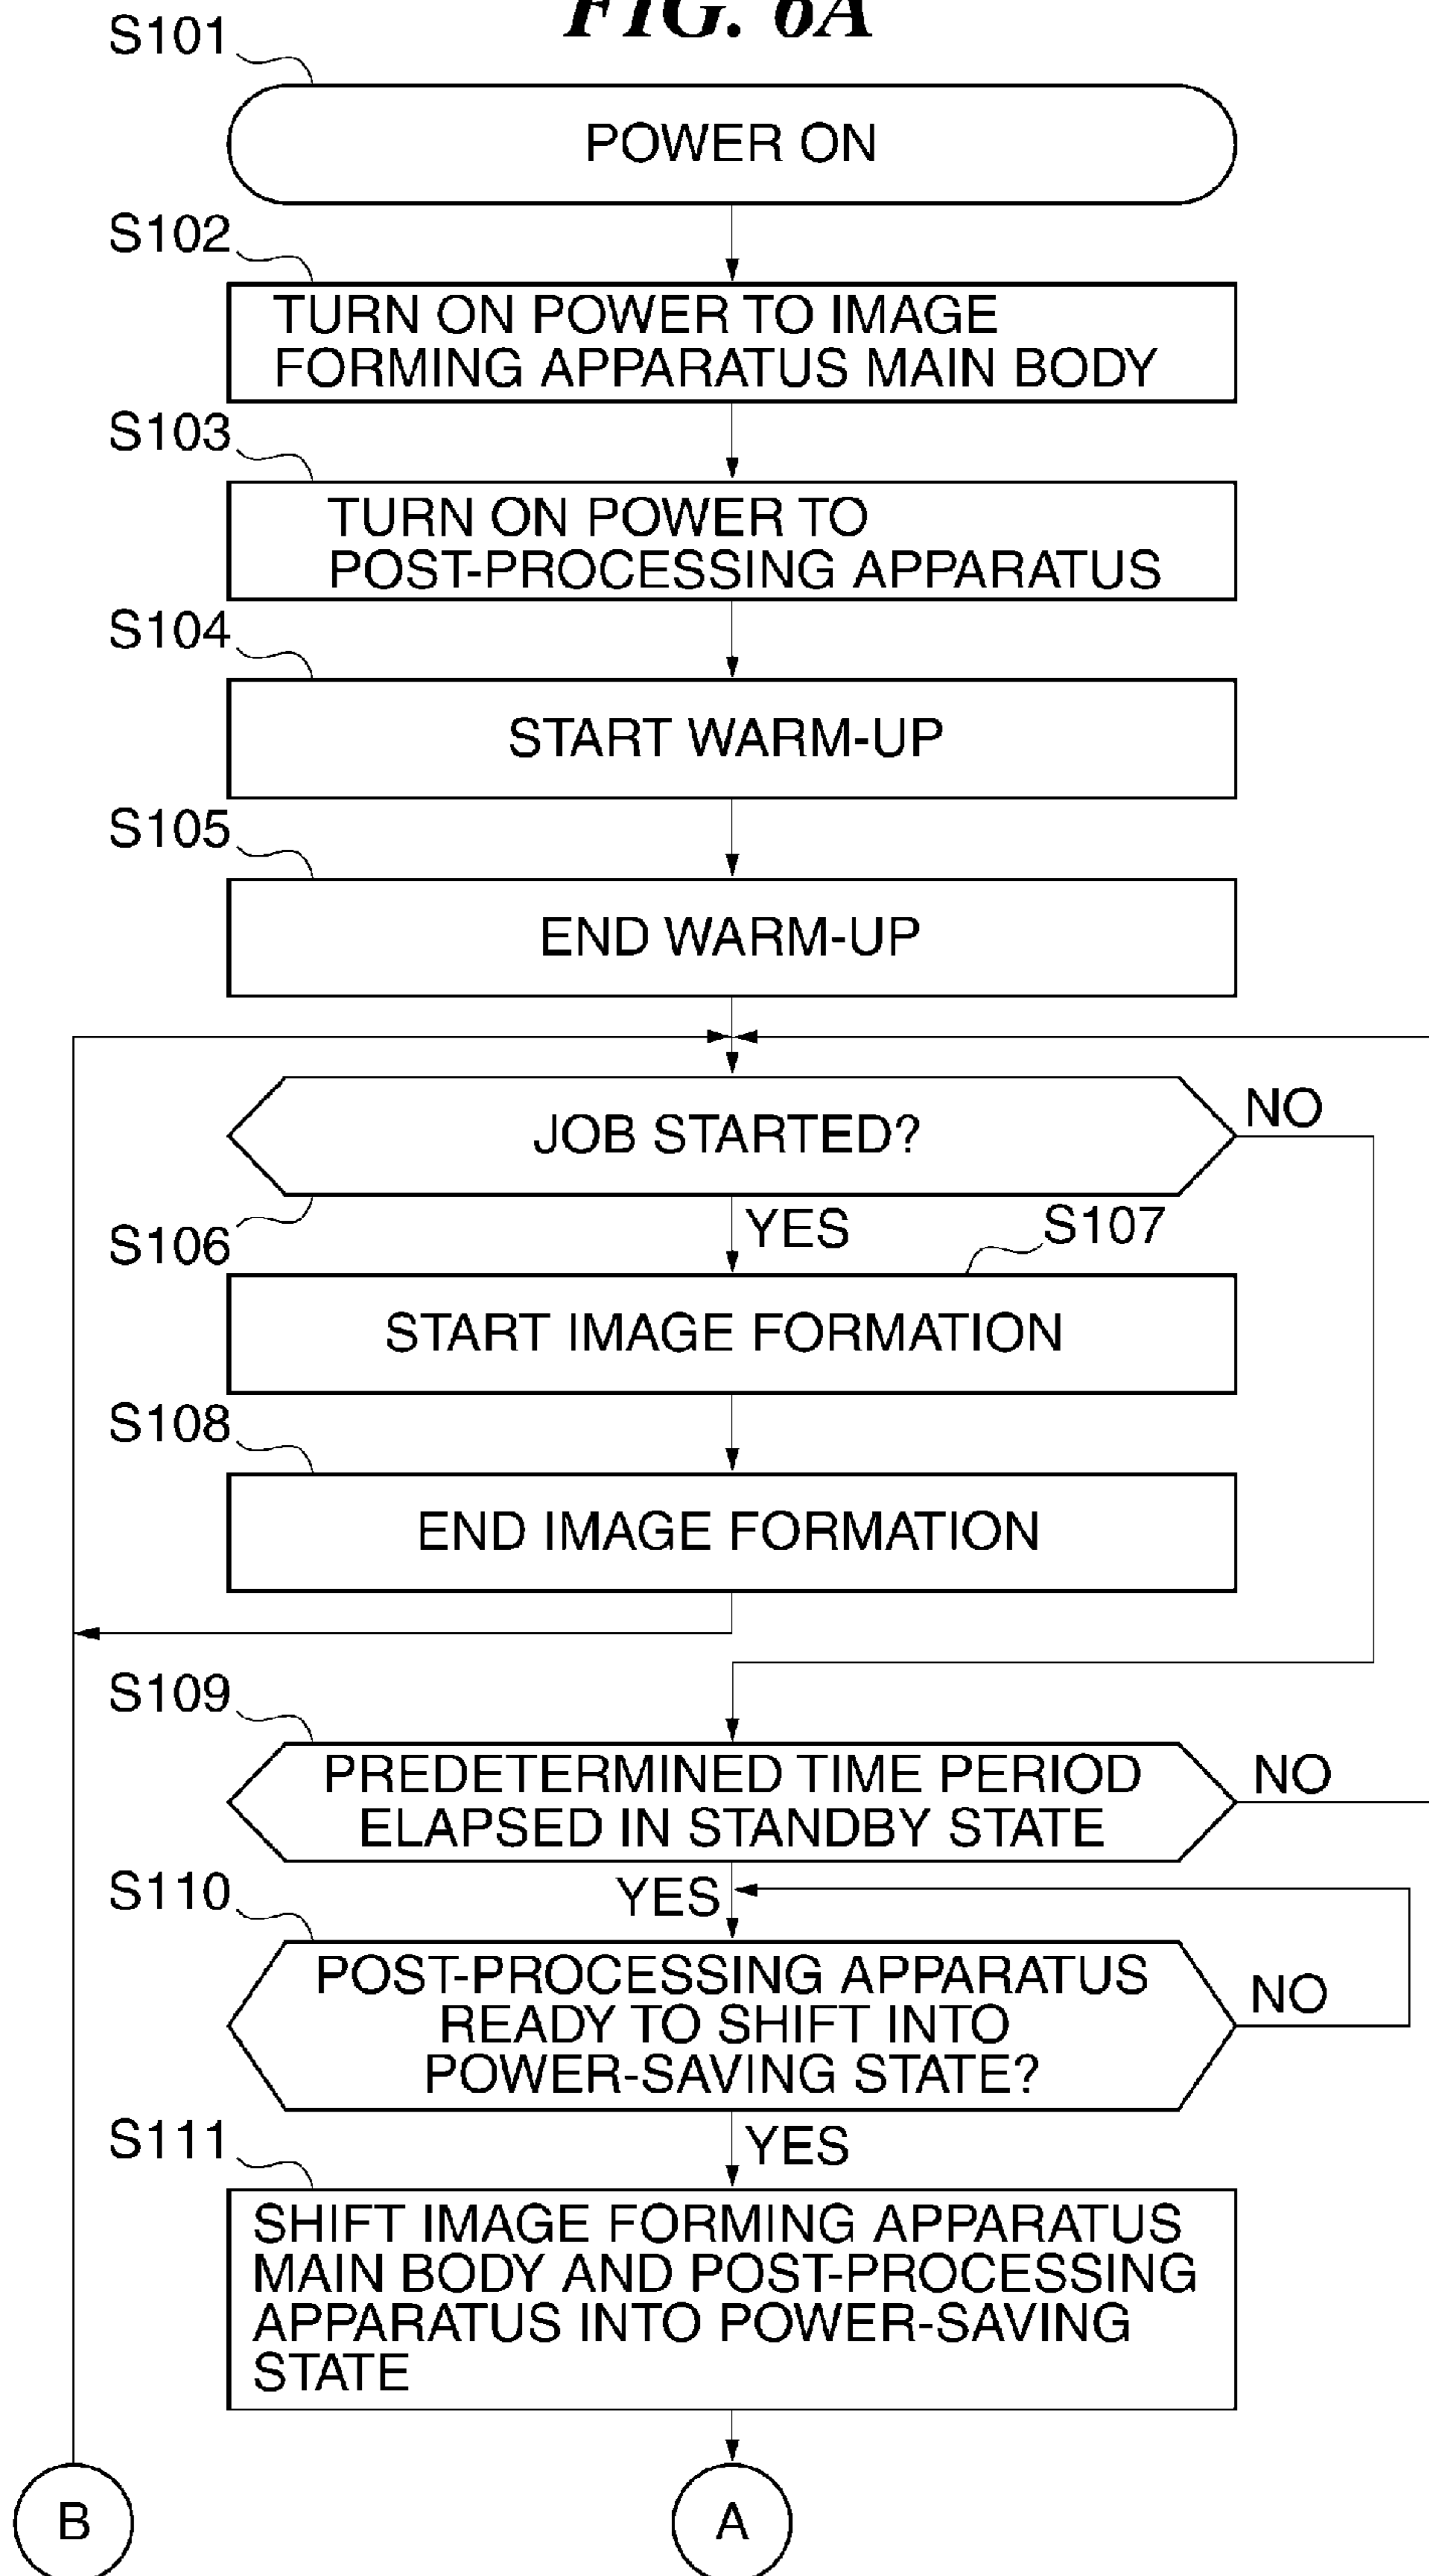 FIG. 6A
S101
POWER ON
S102
TURN ON POWER TO IMAGE
FORMING APPARATUS MAIN BODY
S103
TURN ON POWER TO
POST-PROCESSING APPARATUS
S104
START WARM-UP
S105
END WARM-UP
JOB STARTED?
NO
S106
YES
S107
START IMAGE FORMATION
S108
END IMAGE FORMATION
S109
PREDETERMINED TIME PERIOD
ELAPSED IN STANDBY STATE
NO
S110
YES
POST-PROCESSING APPARATUS
READY TO SHIFT INTO
POWER-SAVING STATE?
NO
S111
YES
SHIFT IMAGE FORMING APPARATUS
MAIN BODY AND POST-PROCESSING
APPARATUS INTO POWER-SAVING
STATE
B
A